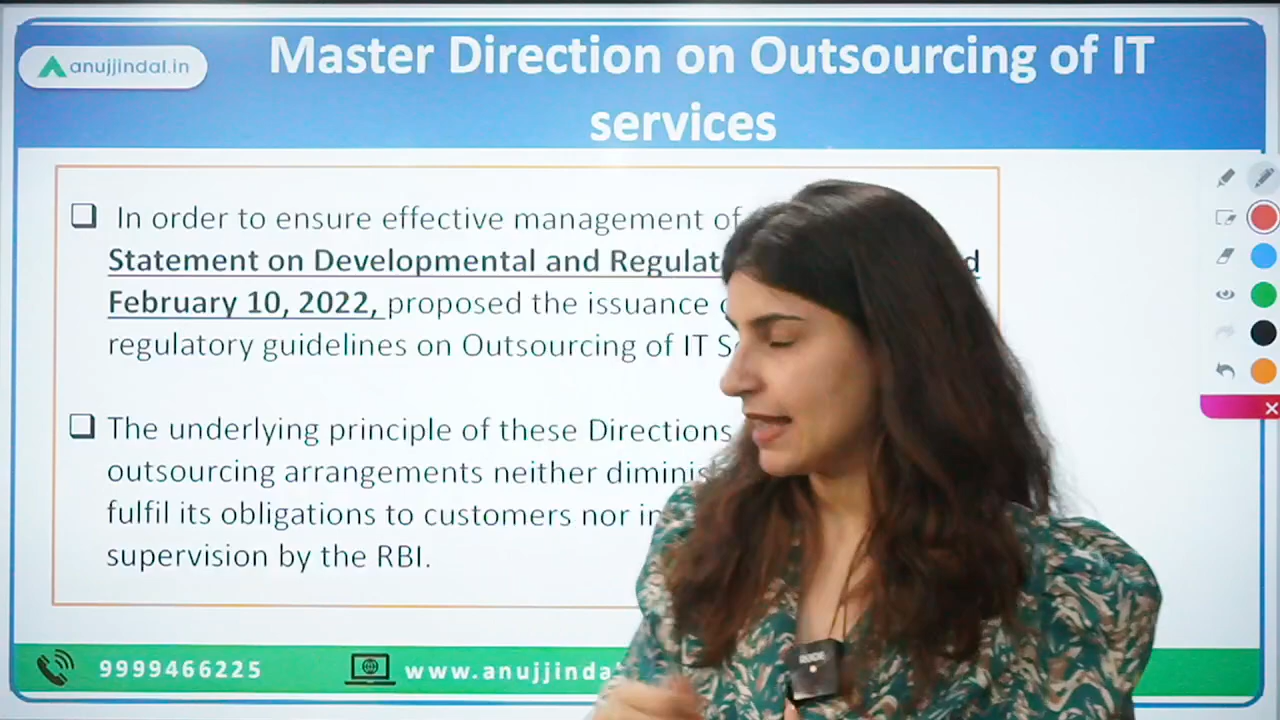 anujjindal.in
Master Direction on Outsourcing of IT
services
In order to ensure effective management of
Statement on Developmental and Regulat
February 10, 2022, proposed the issuance
regulatory guidelines on Outsourcing of IT
The underlying principle of these Directions
outsourcing arrangements neither
fulfil its obligations to customers nor
supervision by the RBI.
9999466225
www.anujjinda
RODE